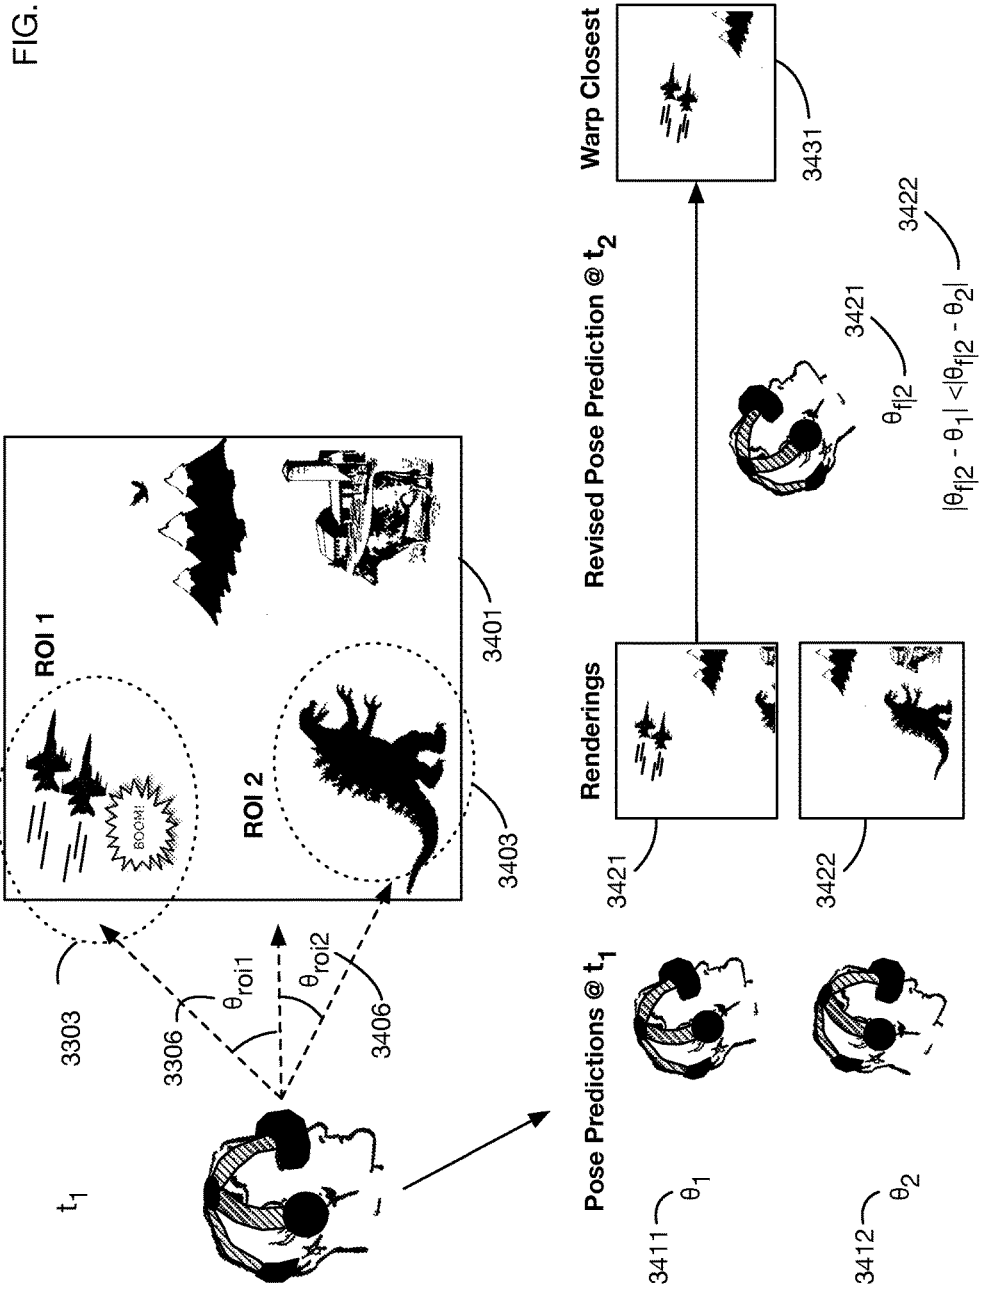 FIG.
t1
3303
3306
θroi1
θroi2
3406
ROI 1
BOOM!
ROI 2
3401
3403
Pose Predictions @ t1
3411
θ1
3412
θ2
Renderings
3421
3422
Revised Pose Prediction @ t2
3421
θf|2
3422
|θf|2 - θ1| <|θf|2 - θ2|
Warp Closest
3431